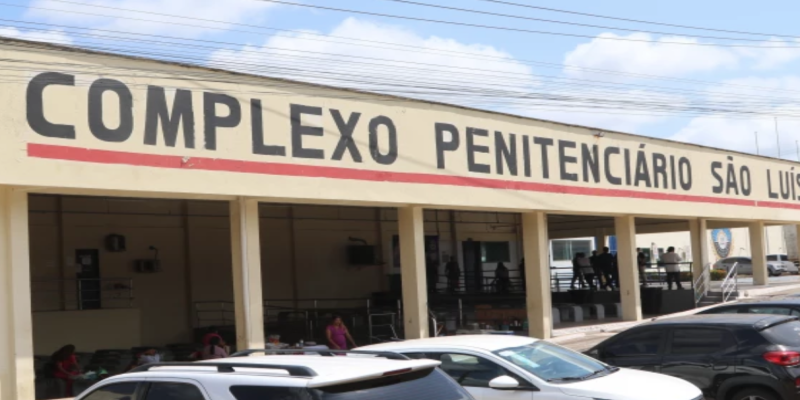 COMPLEXO PENITENCIÁRIO SÃO LUÍS